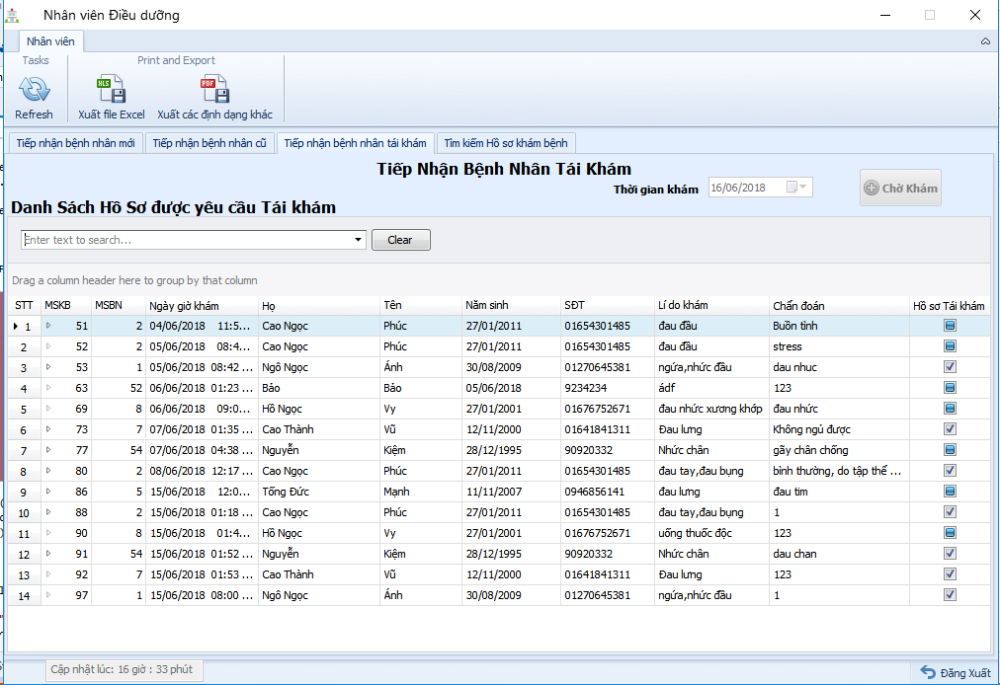 Nhân viên Điều dưỡng
Nhân viên
Tasks
Print and Export
XLS
PDF
Refresh
Xuất file Excel
Xuất các định dạng khác
Tiếp nhận bệnh nhân mới
Tiếp nhận bệnh nhân cũ
Tiếp nhận bệnh nhân tái khám
Tìm kiếm Hồ sơ khám bệnh
Tiếp Nhận Bệnh Nhân Tái Khám
Thời gian khám 16/06/2018
Chờ Khám
Danh Sách Hồ Sơ được yêu cầu Tái khám
Enter text to search...
Clear
Drag a column header here to group by that column
STT MSKB MSBN Ngày giờ khám Họ Tên Năm sinh SĐT Lí do khám Chẩn đoán Hồ sơ Tái khám
1 51 2 04/06/2018 11:5... Cao Ngọc Phúc 27/01/2011 01654301485 đau đầu Buồn tình
2 52 2 05/06/2018 08:4... Cao Ngọc Phúc 27/01/2011 01654301485 đau đầu stress
3 53 1 05/06/2018 08:42 ... Ngô Ngọc Ánh 30/08/2009 01270645381 ngứa,nhức đầu dau nhuc
4 63 52 06/06/2018 01:23 ... Bảo Bảo 05/06/2018 9234234 ádf 123
5 69 8 06/06/2018 09:0... Hồ Ngọc Vy 27/01/2001 01676752671 đau nhức xương khớp đau nhức
6 73 7 07/06/2018 01:35 ... Cao Thành Vũ 12/11/2000 01641841311 Đau lưng Không ngủ được
7 77 54 07/06/2018 04:38 ... Nguyễn Kiệm 28/12/1995 90920332 Nhức chân gãy chân chống
8 80 2 08/06/2018 12:17 ... Cao Ngọc Phúc 27/01/2011 01654301485 đau tay,đau bụng bình thường, do tập thể ...
9 86 5 15/06/2018 12:0... Tống Đức Mạnh 11/11/2007 0946856141 đau lưng đau tim
10 88 2 15/06/2018 01:18 ... Cao Ngọc Phúc 27/01/2011 01654301485 đau tay,đau bụng 1
11 90 8 15/06/2018 01:4... Hồ Ngọc Vy 27/01/2001 01676752671 uống thuốc độc 123
12 91 54 15/06/2018 01:52 ... Nguyễn Kiệm 28/12/1995 90920332 Nhức chân dau chan
13 92 7 15/06/2018 01:53 ... Cao Thành Vũ 12/11/2000 01641841311 Đau lưng 123
14 97 1 15/06/2018 08:00 ... Ngô Ngọc Ánh 30/08/2009 01270645381 ngứa,nhức đầu 1
Cập nhật lúc: 16 giờ : 33 phút
Đăng Xuất